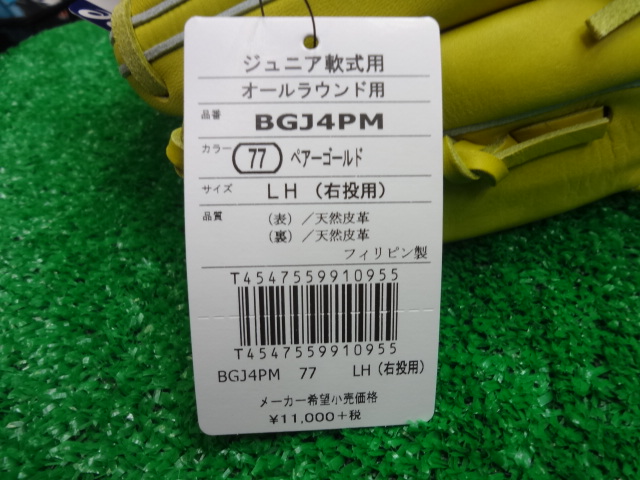 ジュニア軟式用
オールラウンド用
品番 BGJ4PM
カラー 77 ペアーゴールド
サイズ LH（右投用）
品質 （表）／天然皮革
（裏）／天然皮革
フィリピン製
T4547559910955
T4547559910955
BGJ4PM 77 LH（右投用）
メーカー希望小売価格
¥11,000+税